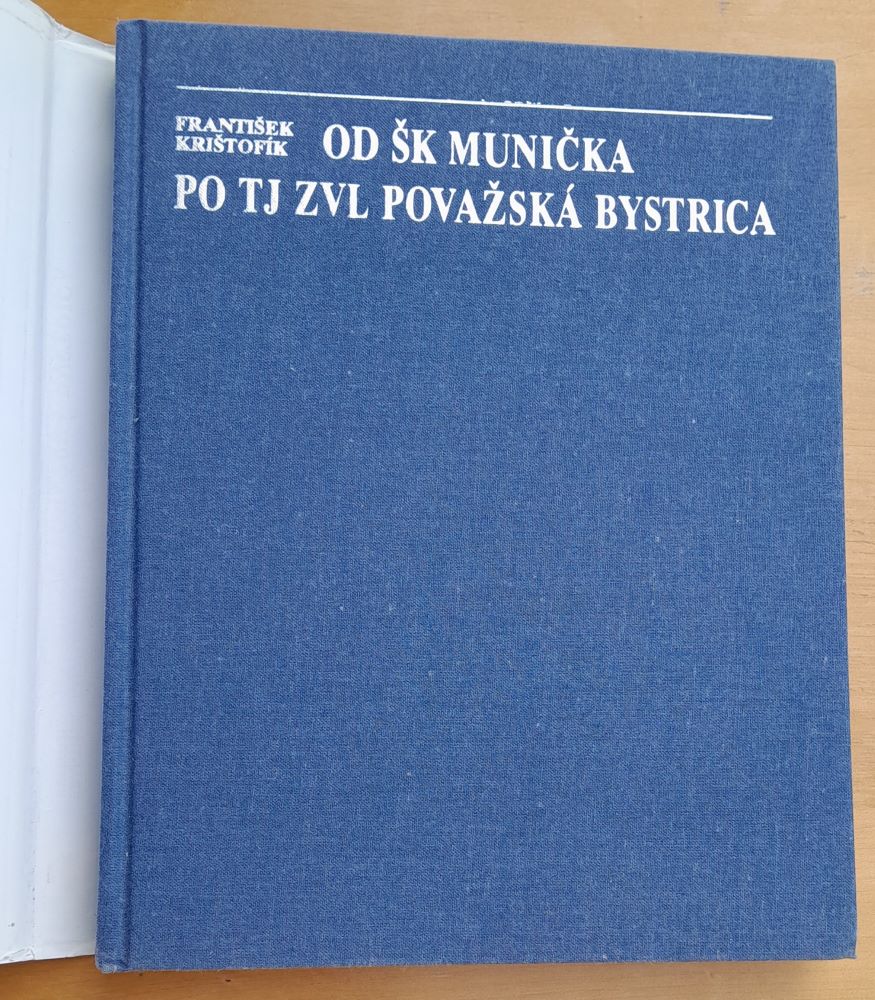 FRANTIŠEK
KRIŠTOFÍK
OD ŠK MUNIČKA
PO TJ ZVL POVAŽSKÁ BYSTRICA